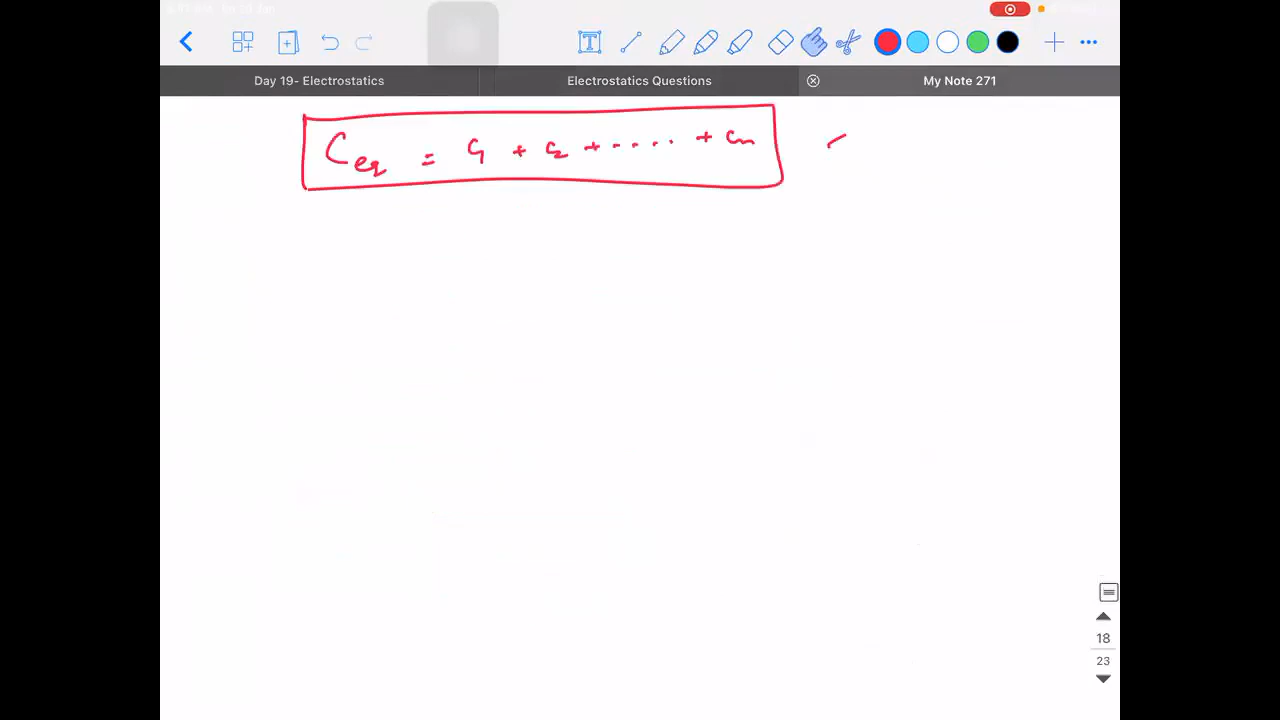 Day 19- Electrostatics
Electrostatics Questions
My Note 271
Ceq = C1 + C2 + ..... + Cn
18
23